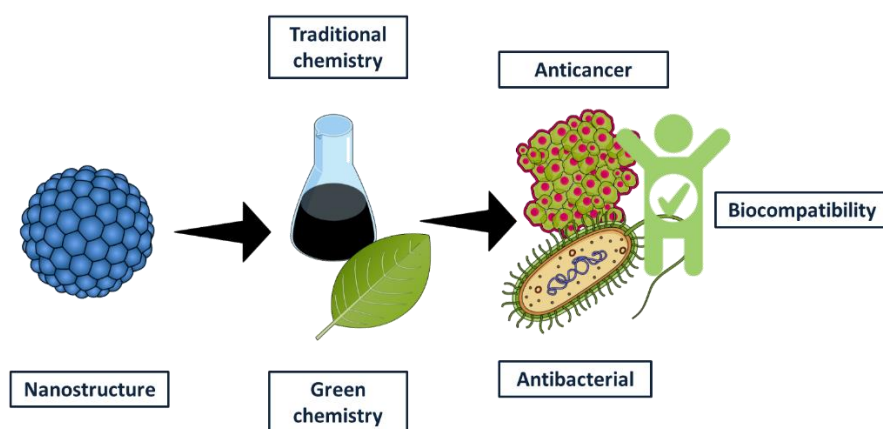 Traditional
chemistry
Anticancer
Biocompatibility
Nanostructure
Green
chemistry
Antibacterial